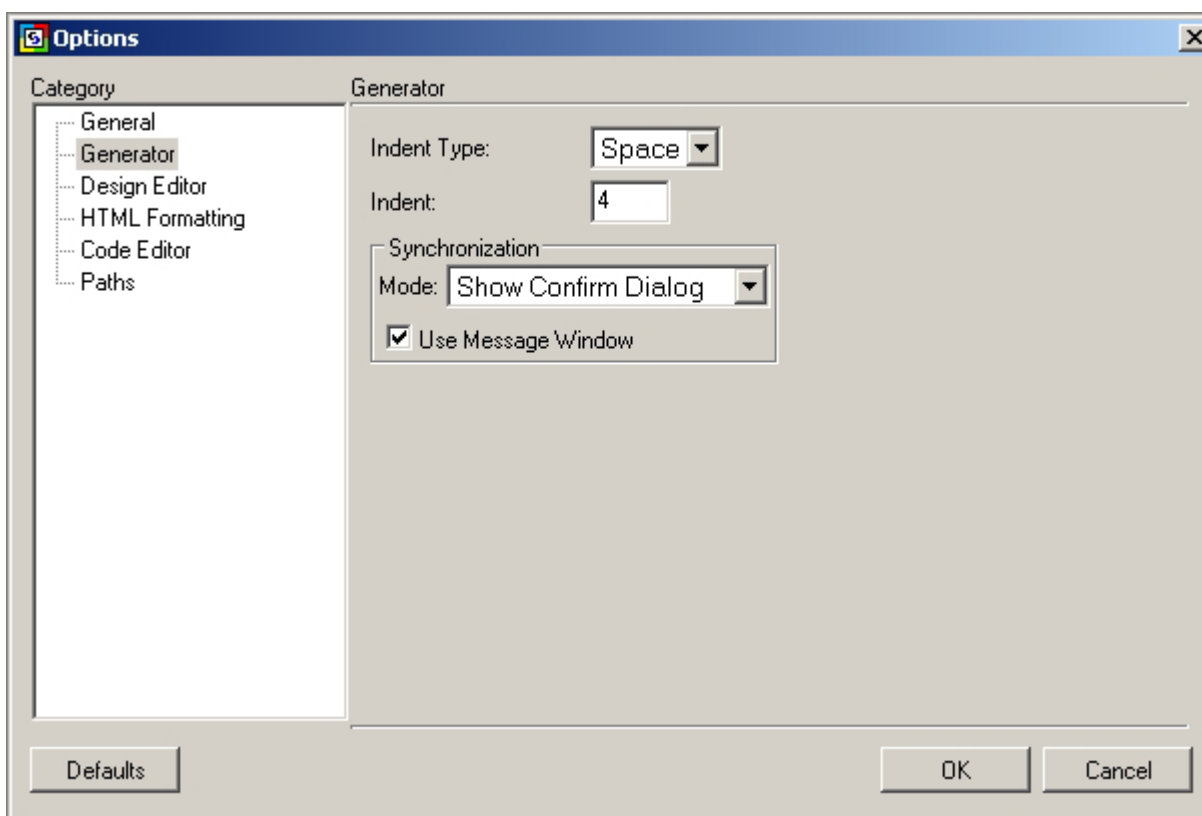 Options
Category
General
Generator
Design Editor
HTML Formatting
Code Editor
Paths
Generator
Indent Type: Space
Indent: 4
Synchronization
Mode: Show Confirm Dialog
Use Message Window
Defaults
OK
Cancel